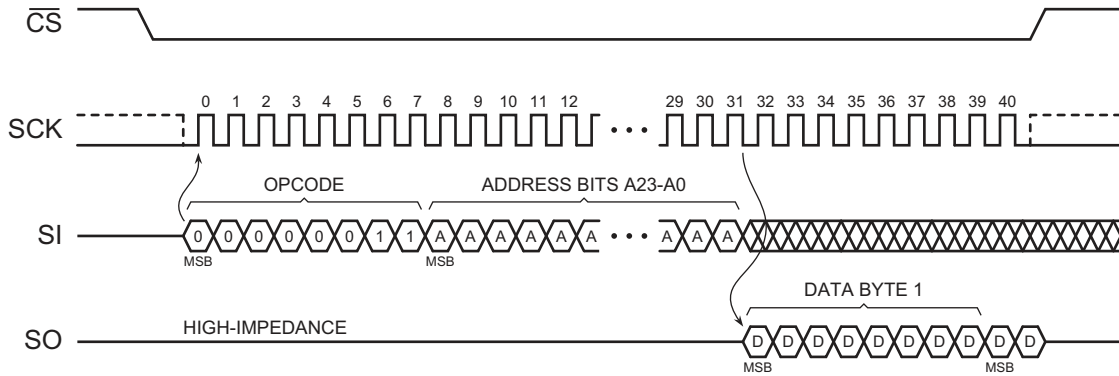 CS
0 1 2 3 4 5 6 7 8 9 10 11 12 29 30 31 32 33 34 35 36 37 38 39 40
SCK
OPCODE ADDRESS BITS A23-A0
SI 0 0 0 0 0 0 1 1 A A A A A A A A A
MSB MSB
DATA BYTE 1
HIGH-IMPEDANCE
SO D D D D D D D D D D
MSB MSB